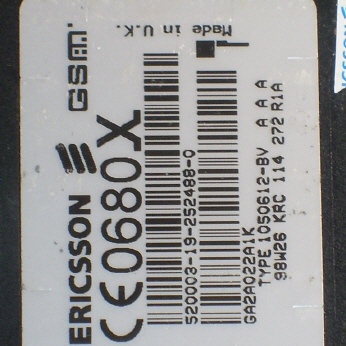 ERICSSON GSM
Made in U.K.
CE0680X
520003-19-252488-0
GA2A022A1K
TYPE 1050612-BV A A A
98W26 KRC 114 272 R1A